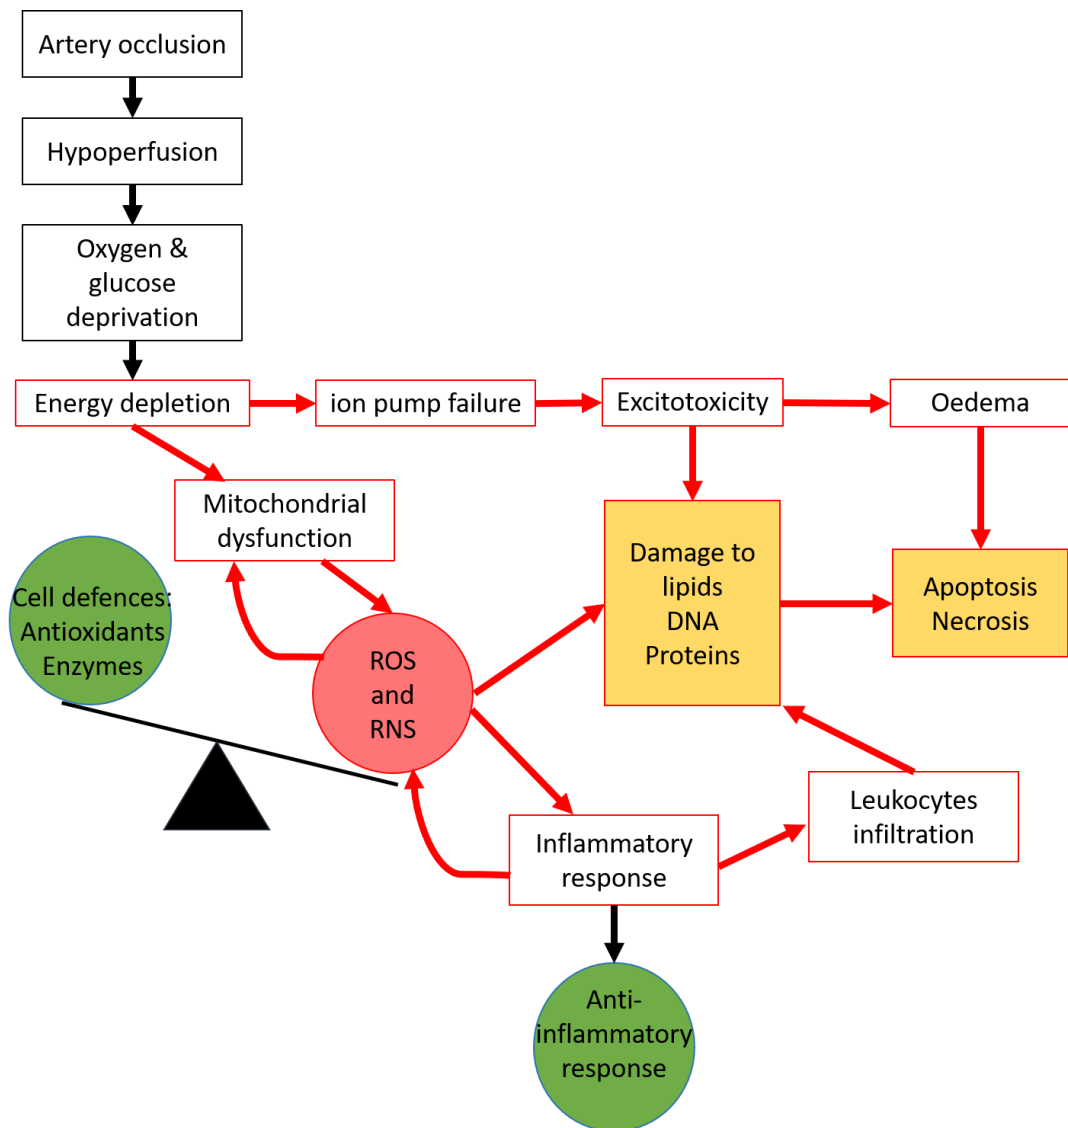 Artery occlusion
Hypoperfusion
Oxygen &
glucose
deprivation
Energy depletion
ion pump failure
Excitotoxicity
Oedema
Mitochondrial
dysfunction
Cell defences:
Antioxidants
Enzymes
ROS
and
RNS
Damage to
lipids
DNA
Proteins
Apoptosis
Necrosis
Leukocytes
infiltration
Inflammatory
response
Anti-
inflammatory
response